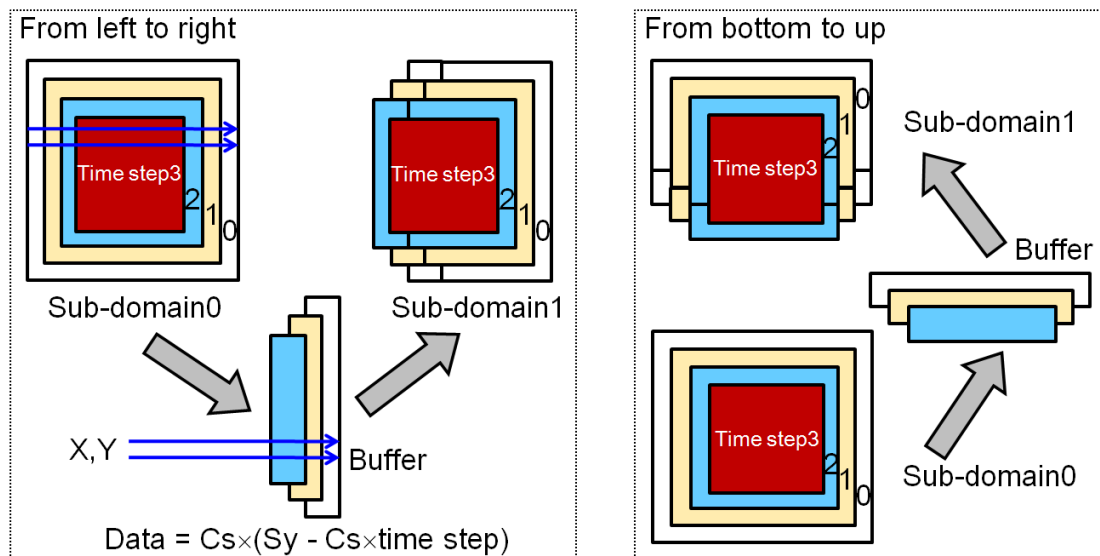 From left to right
Time step3
2
1
0
Time step3
2
1
0
Sub-domain0
Sub-domain1
X,Y
Buffer
Data = Cs×(Sy - Cs×time step)
From bottom to up
0
1
2
Time step3
Sub-domain1
Buffer
Time step3
2
1
0
Sub-domain0